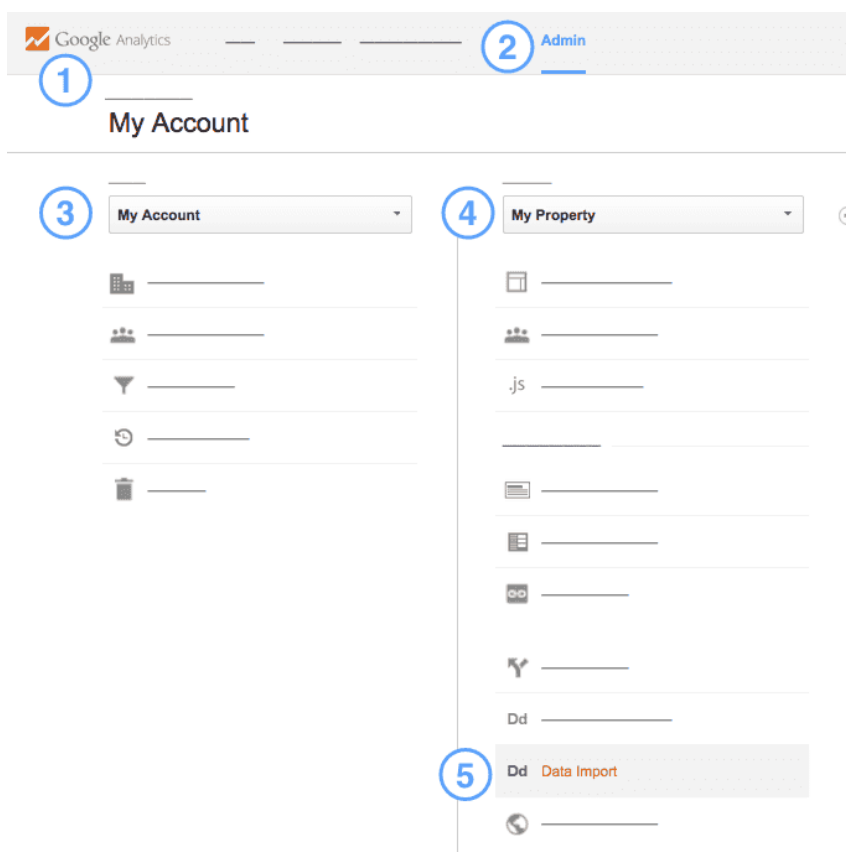 Google Analytics
2 Admin
1
My Account
3 My Account
4 My Property
.js
Dd
5 Dd Data Import